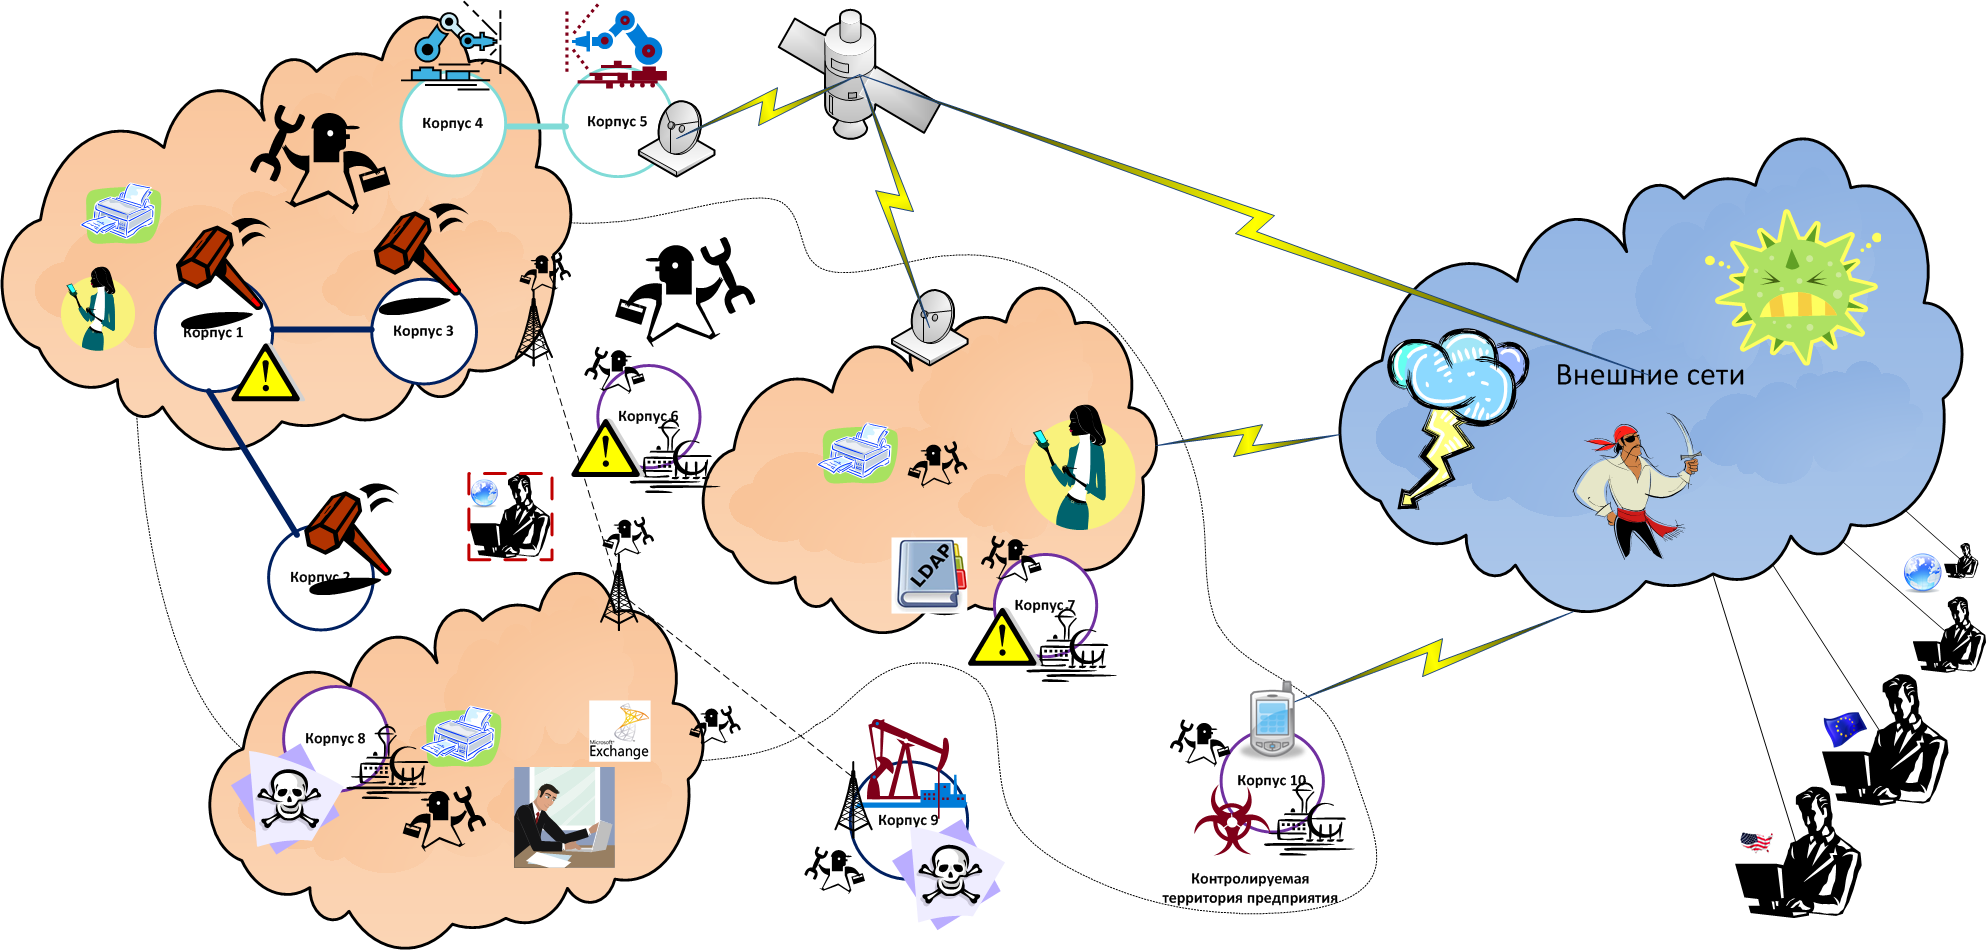 Корпус 4
Корпус 5
Корпус 1
Корпус 3
Внешние сети
Корпус 6
Корпус 2
LDAP
Корпус 7
Корпус 8
Microsoft
Exchange
Корпус 9
Корпус 10
Контролируемая
территория предприятия